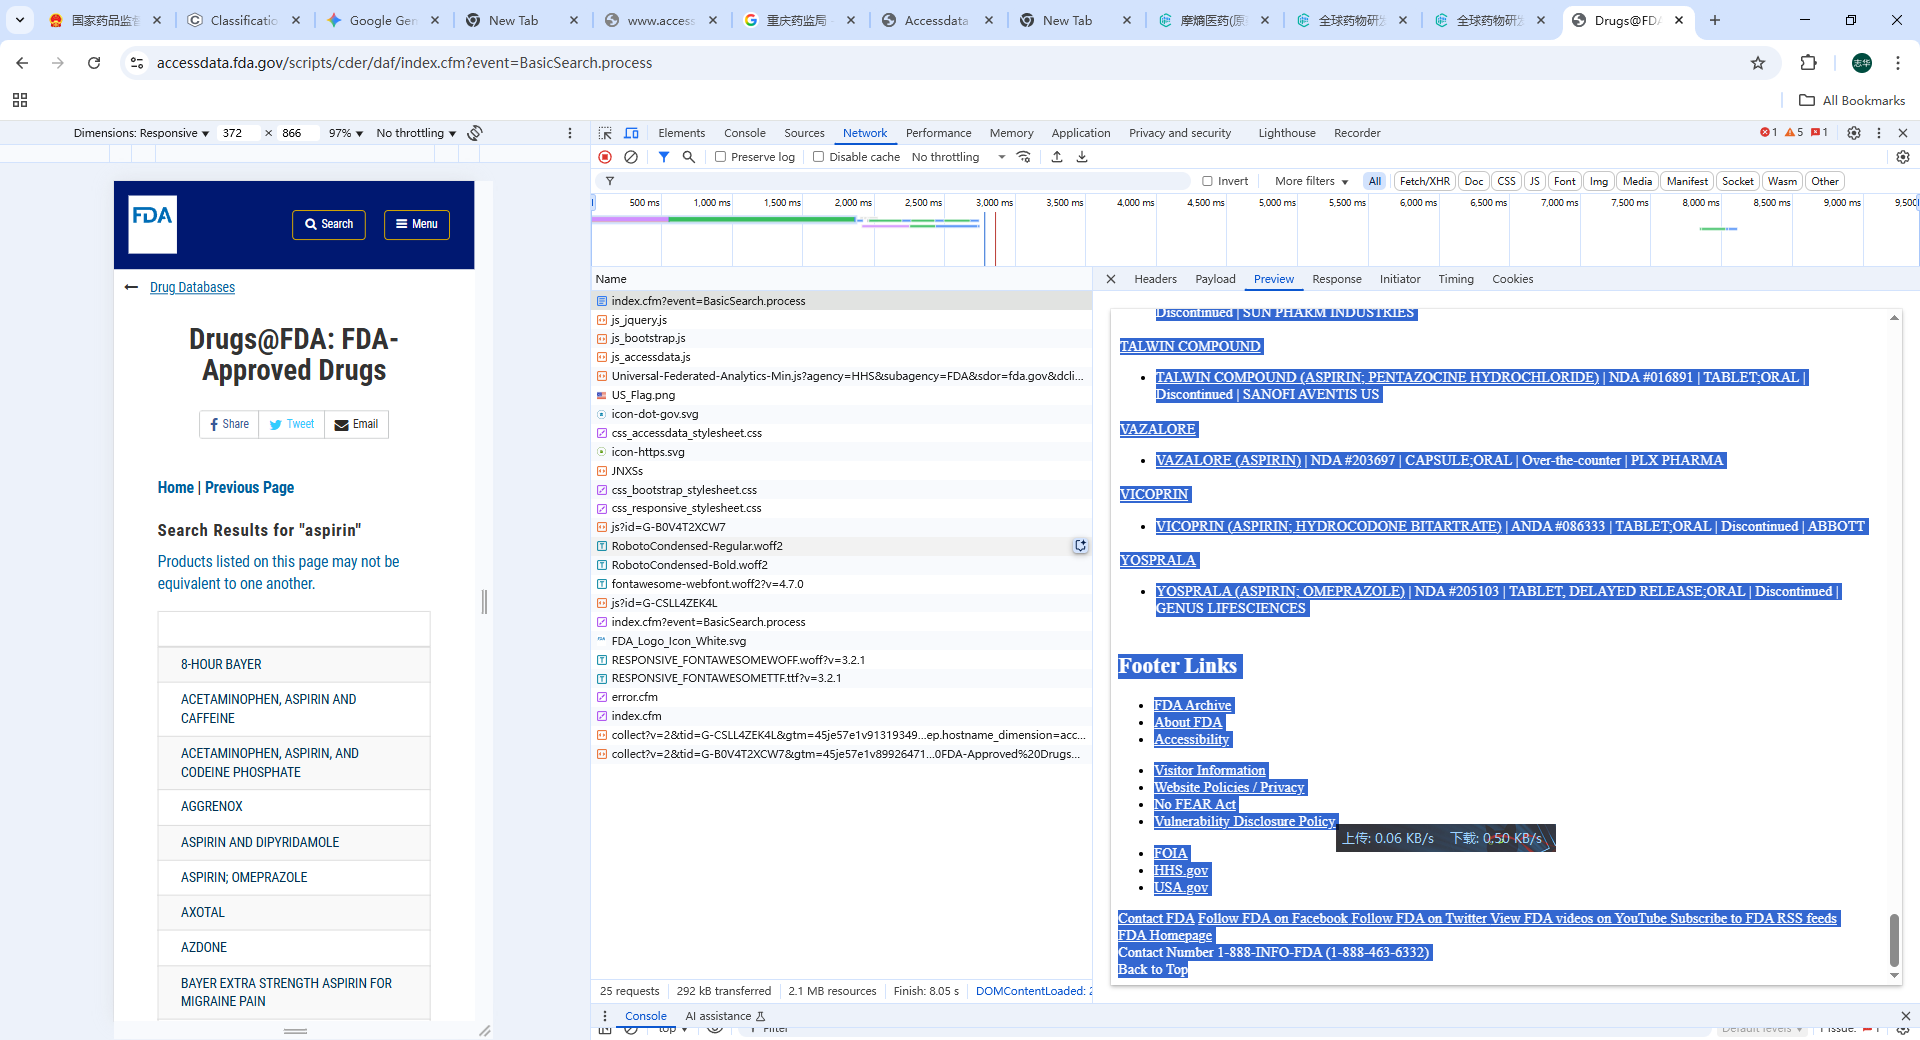 国家药品监督
Classificatio
Google Gen
New Tab
www.access
重庆药监局 -
Accessdata
New Tab
摩熵医药(原
全球药物研发
全球药物研发
Drugs@FDA
accessdata.fda.gov/scripts/cder/daf/index.cfm?event=BasicSearch.process
志华
All Bookmarks
Dimensions: Responsive 372 × 866 97% No throttling
Elements Console Sources Network Performance Memory Application Privacy and security Lighthouse Recorder 1 5 1
Preserve log Disable cache No throttling
Invert More filters All Fetch/XHR Doc CSS JS Font Img Media Manifest Socket Wasm Other
500 ms 1,000 ms 1,500 ms 2,000 ms 2,500 ms 3,000 ms 3,500 ms 4,000 ms 4,500 ms 5,000 ms 5,500 ms 6,000 ms 6,500 ms 7,000 ms 7,500 ms 8,000 ms 8,500 ms 9,000 ms 9,500
FDA
Search
Menu
Drug Databases
Drugs@FDA: FDA-
Approved Drugs
Share Tweet Email
Home | Previous Page
Search Results for "aspirin"
Products listed on this page may not be
equivalent to one another.
8-HOUR BAYER
ACETAMINOPHEN, ASPIRIN AND
CAFFEINE
ACETAMINOPHEN, ASPIRIN, AND
CODEINE PHOSPHATE
AGGRENOX
ASPIRIN AND DIPYRIDAMOLE
ASPIRIN; OMEPRAZOLE
AXOTAL
AZDONE
BAYER EXTRA STRENGTH ASPIRIN FOR
MIGRAINE PAIN
Name
index.cfm?event=BasicSearch.process
js_jquery.js
js_bootstrap.js
js_accessdata.js
Universal-Federated-Analytics-Min.js?agency=HHS&subagency=FDA&sdor=fda.gov&dcli...
US_Flag.png
icon-dot-gov.svg
css_accessdata_stylesheet.css
icon-https.svg
JNXSs
css_bootstrap_stylesheet.css
css_responsive_stylesheet.css
js?id=G-B0V4T2XCW7
RobotoCondensed-Regular.woff2
RobotoCondensed-Bold.woff2
fontawesome-webfont.woff2?v=4.7.0
js?id=G-CSLL4ZEK4L
index.cfm?event=BasicSearch.process
FDA_Logo_Icon_White.svg
RESPONSIVE_FONTAWESOMEWOFF.woff?v=3.2.1
RESPONSIVE_FONTAWESOMETTF.ttf?v=3.2.1
error.cfm
index.cfm
collect?v=2&tid=G-CSLL4ZEK4L&gtm=45je57e1v91319349...ep.hostname_dimension=acc...
collect?v=2&tid=G-B0V4T2XCW7&gtm=45je57e1v89926471...0FDA-Approved%20Drugs...
25 requests 292 kB transferred 2.1 MB resources Finish: 8.05 s DOMContentLoaded: 2
Headers Payload Preview Response Initiator Timing Cookies
Discontinued | SUN PHARM INDUSTRIES
TALWIN COMPOUND
TALWIN COMPOUND (ASPIRIN; PENTAZOCINE HYDROCHLORIDE) | NDA #016891 | TABLET;ORAL |
Discontinued | SANOFI AVENTIS US
VAZALORE
VAZALORE (ASPIRIN) | NDA #203697 | CAPSULE;ORAL | Over-the-counter | PLX PHARMA
VICOPRIN
VICOPRIN (ASPIRIN; HYDROCODONE BITARTRATE) | ANDA #086333 | TABLET;ORAL | Discontinued | ABBOTT
YOSPRALA
YOSPRALA (ASPIRIN; OMEPRAZOLE) | NDA #205103 | TABLET, DELAYED RELEASE;ORAL | Discontinued |
GENUS LIFESCIENCES
Footer Links
FDA Archive
About FDA
Accessibility
Visitor Information
Website Policies / Privacy
No FEAR Act
Vulnerability Disclosure Policy
上传: 0.06 KB/s 下载: 0.50 KB/s
FOIA
HHS.gov
USA.gov
Contact FDA Follow FDA on Facebook Follow FDA on Twitter View FDA videos on YouTube Subscribe to FDA RSS feeds
FDA Homepage
Contact Number 1-888-INFO-FDA (1-888-463-6332)
Back to Top
Console AI assistance
top Filter Default levels 1 Issue: 1